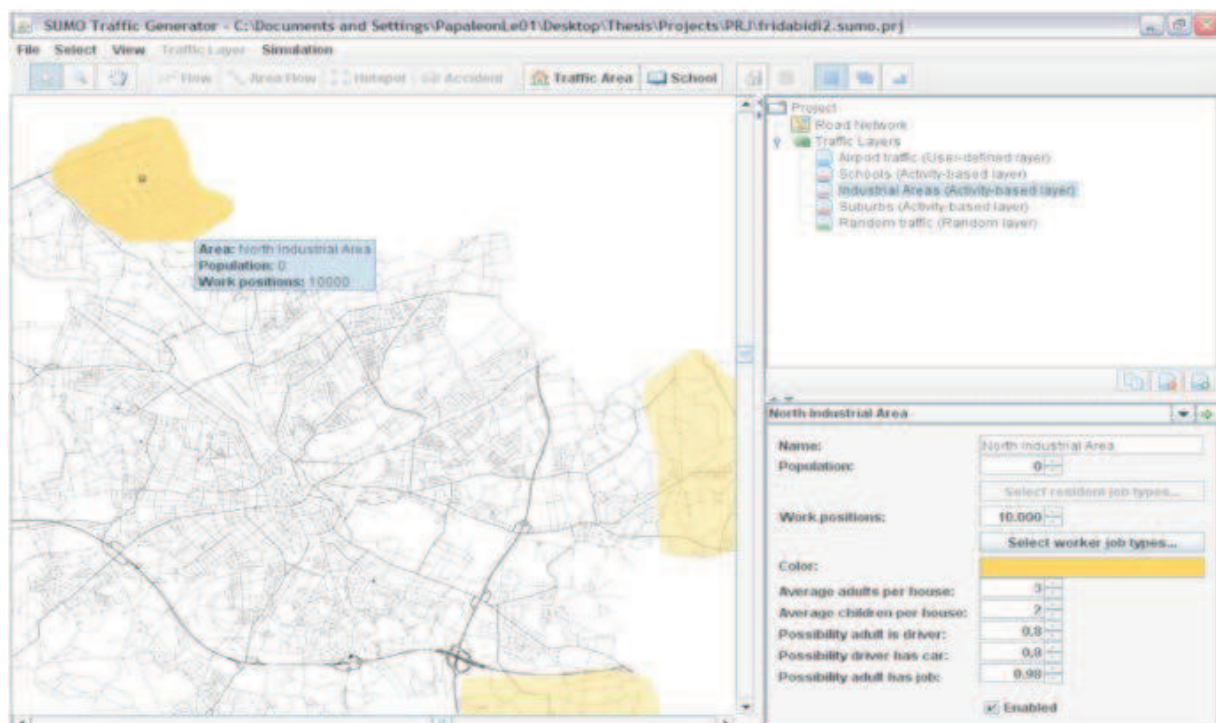 SUMO Traffic Generator - C:\Documents and Settings\PapaleonLe01\Desktop\Thesis\Projects\PRJ\fridabidi2.sumo.prj
File Select View Traffic Layer Simulation
Flow Area Flow Hotspot Accident Traffic Area School
Project
Road Network
Traffic Layers
Airport traffic (User-defined layer)
Schools (Activity-based layer)
Industrial Areas (Activity-based layer)
Suburbs (Activity-based layer)
Random traffic (Random layer)
Area: North Industrial Area
Population: 0
Work positions: 10000
North Industrial Area
Name: North Industrial Area
Population: 0
Select resident job types...
Work positions: 10.000
Select worker job types...
Color:
Average adults per house: 3
Average children per house: 2
Possibility adult is driver: 0,8
Possibility driver has car: 0,8
Possibility adult has job: 0,98
Enabled